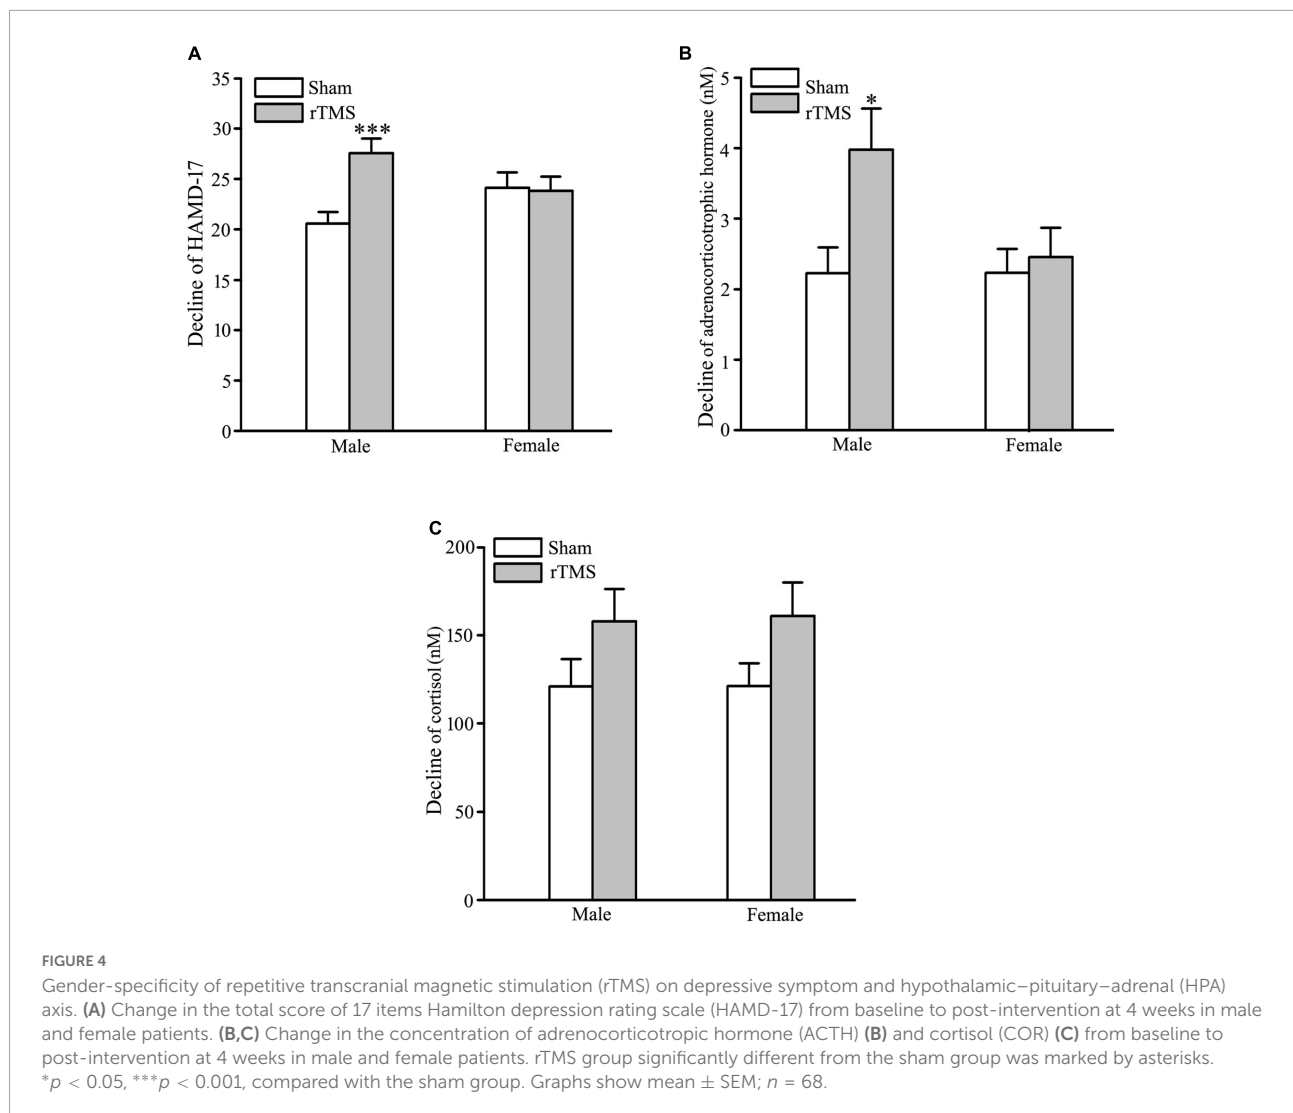 A
35
30
25
20
15
10
5
0
Decline of HAMD-17
Sham
rTMS
***
Male
Female
B
5
4
3
2
1
0
Decline of adrenocorticotrophic hormone (nM)
Sham
rTMS
*
Male
Female
C
200
150
100
50
0
Decline of cortisol (nM)
Sham
rTMS
Male
Female
FIGURE 4
Gender-specificity of repetitive transcranial magnetic stimulation (rTMS) on depressive symptom and hypothalamic–pituitary–adrenal (HPA)
axis. (A) Change in the total score of 17 items Hamilton depression rating scale (HAMD-17) from baseline to post-intervention at 4 weeks in male
and female patients. (B,C) Change in the concentration of adrenocorticotropic hormone (ACTH) (B) and cortisol (COR) (C) from baseline to
post-intervention at 4 weeks in male and female patients. rTMS group significantly different from the sham group was marked by asterisks.
*p < 0.05, ***p < 0.001, compared with the sham group. Graphs show mean ± SEM; n = 68.